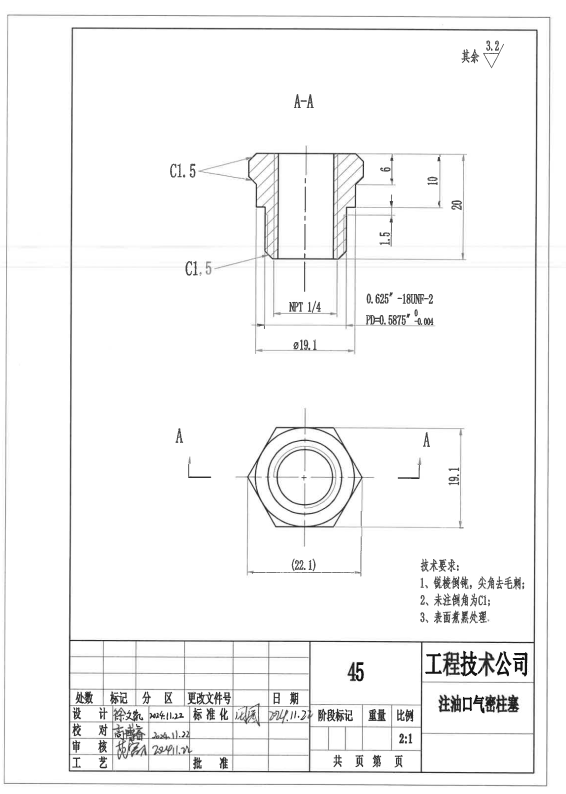 其余 3.2
A-A
C1.5
6
10
20
1.5
C1.5
NPT 1/4
0.625"-18UNF-2
PD=0.5875" 0 -0.004
ø19.1
A
A
19.1
(22.1)
技术要求:
1、锐棱倒钝，尖角去毛刺;
2、未注倒角为C1;
3、表面煮黑处理.
45
工程技术公司
注油口气密柱塞
处数 标记 分 区 更改文件号 日 期
设 计 2024.11.22 标 准 化 2024.11.22
阶段标记 重量 比例
校 对 2024.11.22
2:1
审 核 2024.11.22
工 艺 批 准
共 页 第 页